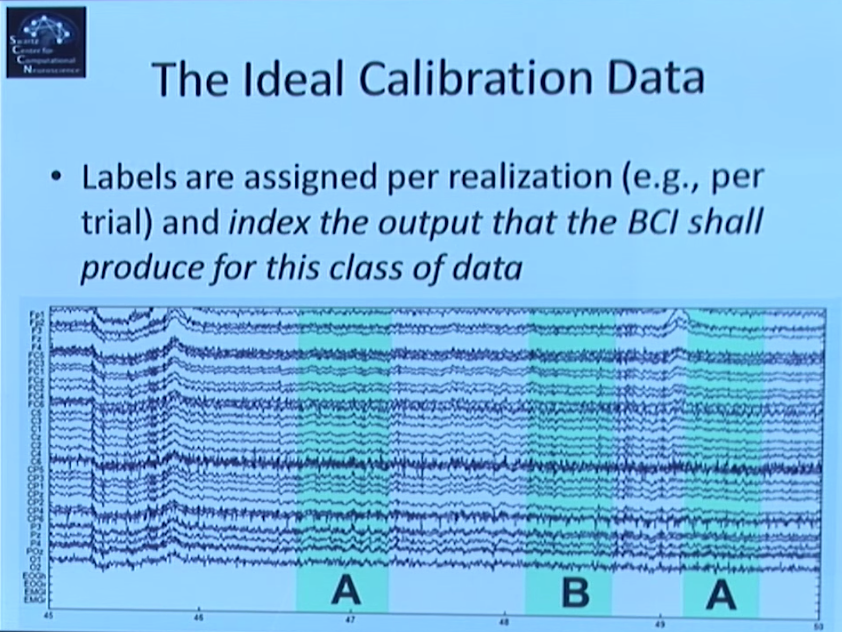 Swartz
Center for
Computational
Neuroscience
The Ideal Calibration Data
• Labels are assigned per realization (e.g., per
trial) and index the output that the BCI shall
produce for this class of data
A
B
A
45
46
47
48
49
50